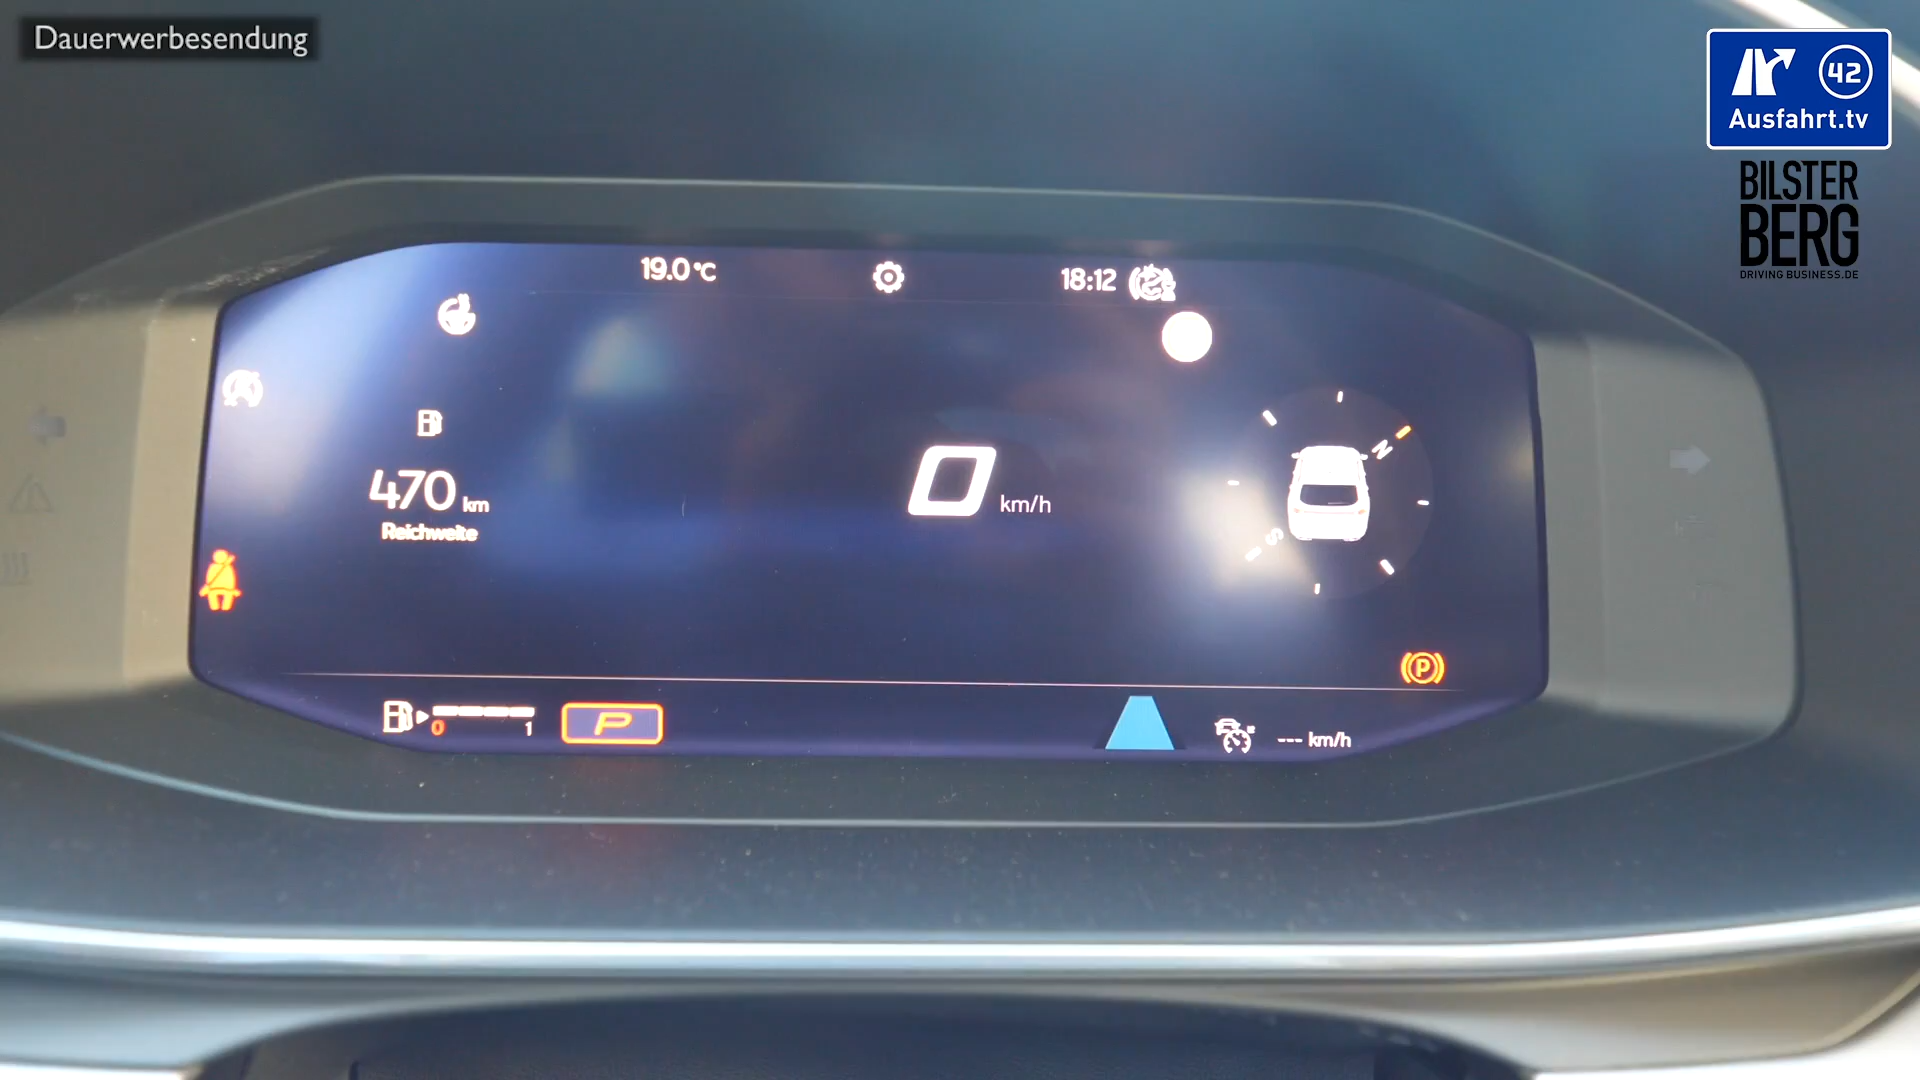 Dauerwerbesendung
42
Ausfahrt.tv
BILSTER
BERG
DRIVING BUSINESS.DE
19.0 °C
18:12
N
470 km
Reichweite
0 km/h
S
P
0 1
P
--- km/h